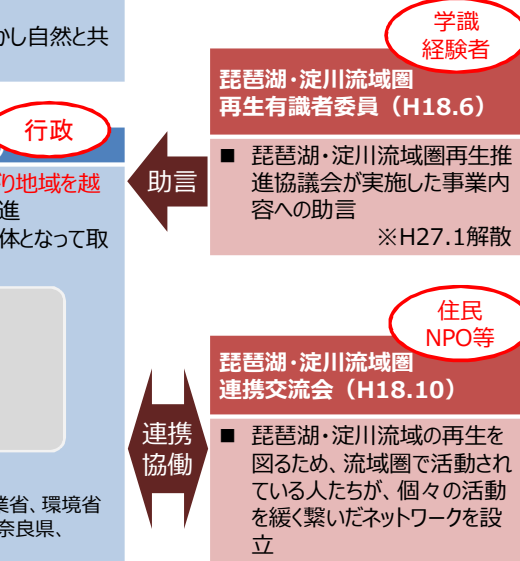 かし自然と共
行政
り地域を越
進
体となって取
業省、環境省
奈良県、
助言
連携
協働
学識
経験者
琵琶湖・淀川流域圏
再生有識者委員（H18.6）
■ 琵琶湖・淀川流域圏再生推
進協議会が実施した事業内
容への助言
※H27.1解散
住民
NPO等
琵琶湖・淀川流域圏
連携交流会（H18.10）
■ 琵琶湖・淀川流域の再生を
図るため、流域圏で活動され
ている人たちが、個々の活動
を緩く繋いだネットワークを設
立